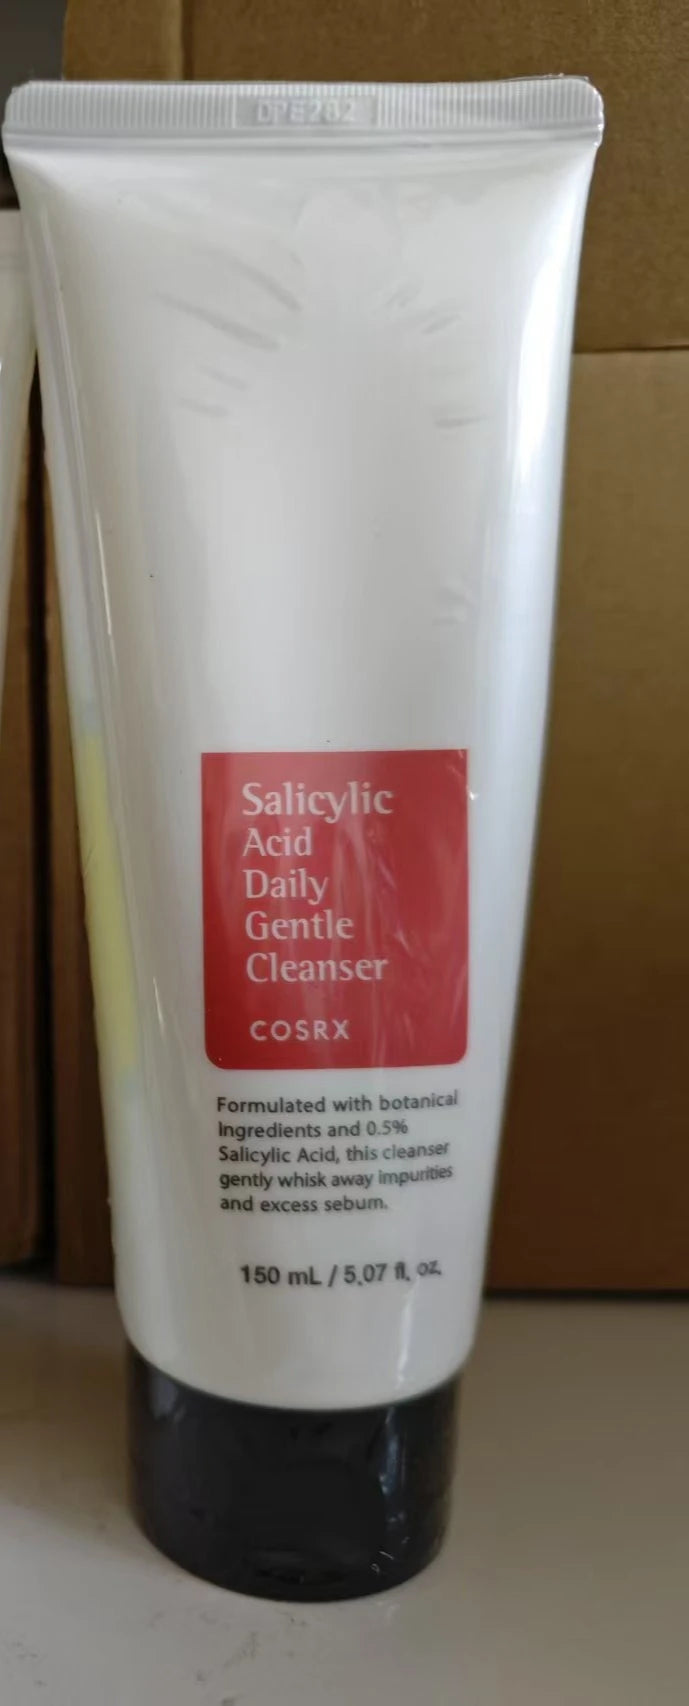 DPE282
Salicylic
Acid
Daily
Gentle
Cleanser
COSRX
Formulated with botanical
Ingredients and 0.5%
Salicylic Acid, this cleanser
gently whisk away impurities
and excess sebum.
150 mL / 5.07 fl. oz.